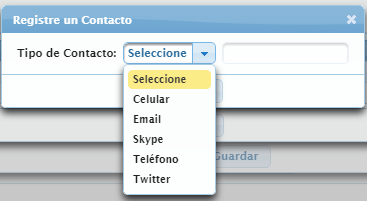 Registre un Contacto
Tipo de Contacto: Seleccione
Seleccione
Celular
Email
Skype
Teléfono
Guardar
Twitter